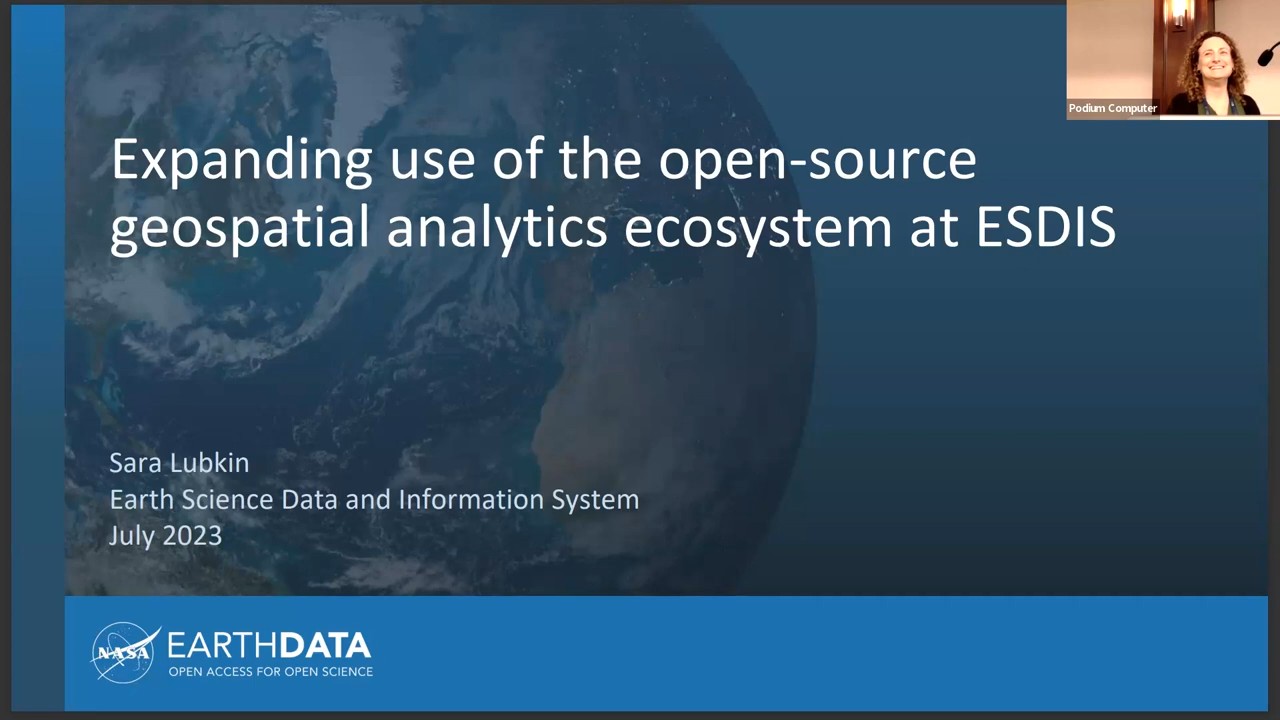 Podium Computer
Expanding use of the open-source
geospatial analytics ecosystem at ESDIS
Sara Lubkin
Earth Science Data and Information System
July 2023
NASA
EARTHDATA
OPEN ACCESS FOR OPEN SCIENCE